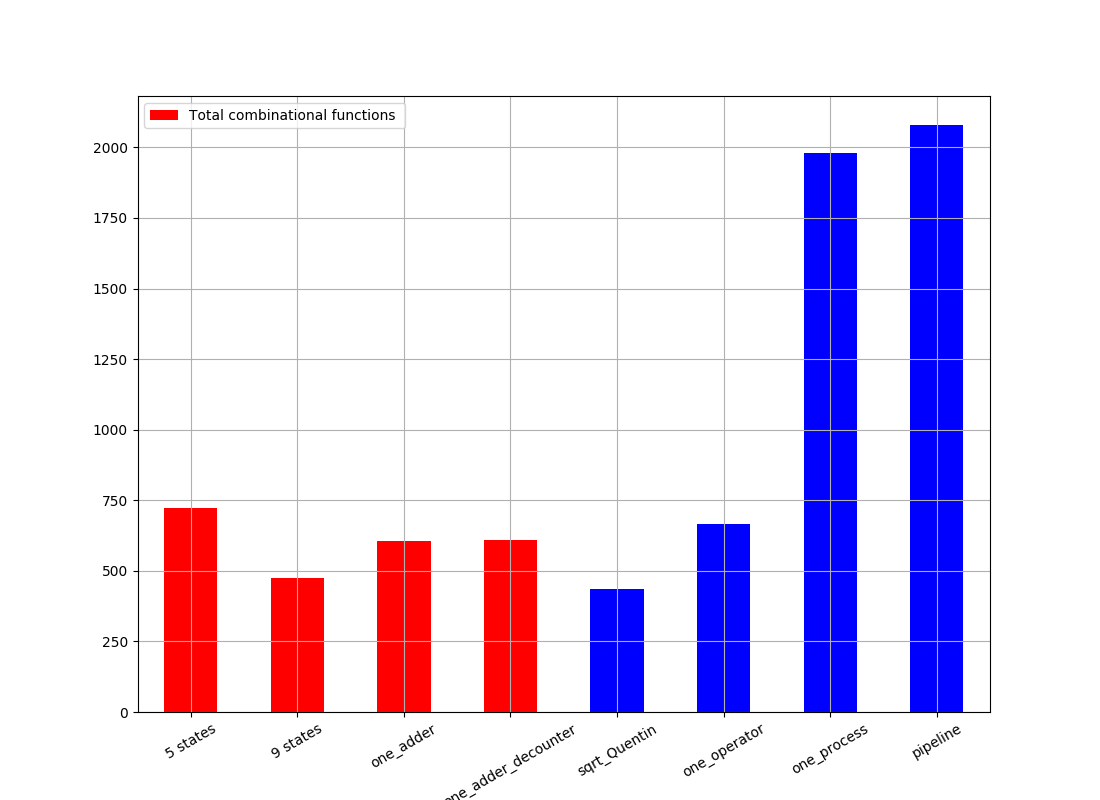 Total combinational functions
2000
1750
1500
1250
1000
750
500
250
0
5 states
9 states
one_adder
one_adder_decounter
sqrt_Quentin
one_operator
one_process
pipeline